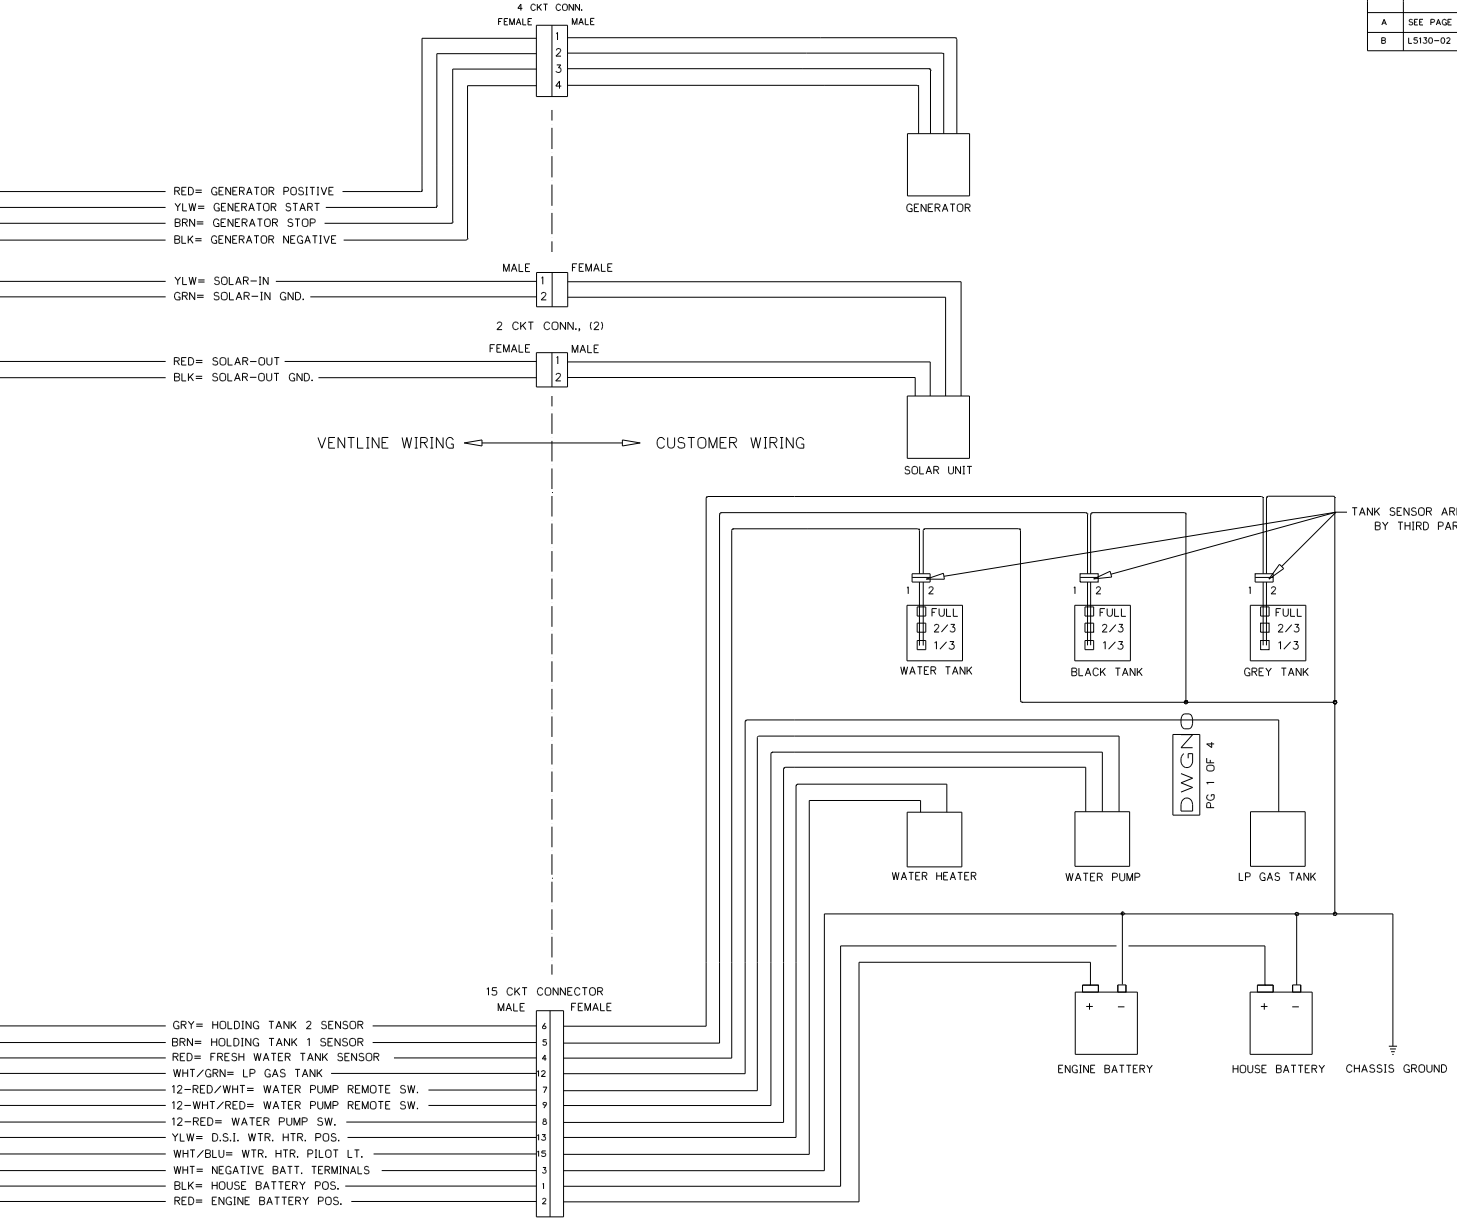 4 CKT CONN.
FEMALE MALE
1
2
3
4
A SEE PAGE
B L5130-02
RED= GENERATOR POSITIVE
YLW= GENERATOR START
BRN= GENERATOR STOP
BLK= GENERATOR NEGATIVE
GENERATOR
MALE FEMALE
YLW= SOLAR-IN 1
GRN= SOLAR-IN GND. 2
2 CKT CONN., (2)
FEMALE MALE
RED= SOLAR-OUT 1
BLK= SOLAR-OUT GND. 2
VENTLINE WIRING CUSTOMER WIRING
SOLAR UNIT
TANK SENSOR
BY THIRD
1 2 1 2 1 2
FULL FULL FULL
2/3 2/3 2/3
1/3 1/3 1/3
WATER TANK BLACK TANK GREY TANK
DWGNO
PG 1 OF 4
WATER HEATER WATER PUMP LP GAS TANK
15 CKT CONNECTOR
MALE FEMALE
+ - + -
ENGINE BATTERY HOUSE BATTERY CHASSIS GROUND
GRY= HOLDING TANK 2 SENSOR 6
BRN= HOLDING TANK 1 SENSOR 5
RED= FRESH WATER TANK SENSOR 4
WHT/GRN= LP GAS TANK 12
12-RED/WHT= WATER PUMP REMOTE SW. 7
12-WHT/RED= WATER PUMP REMOTE SW. 9
12-RED= WATER PUMP SW. 8
YLW= D.S.I. WTR. HTR. POS. 13
WHT/BLU= WTR. HTR. PILOT LT. 15
WHT= NEGATIVE BATT. TERMINALS 3
BLK= HOUSE BATTERY POS. 1
RED= ENGINE BATTERY POS. 2